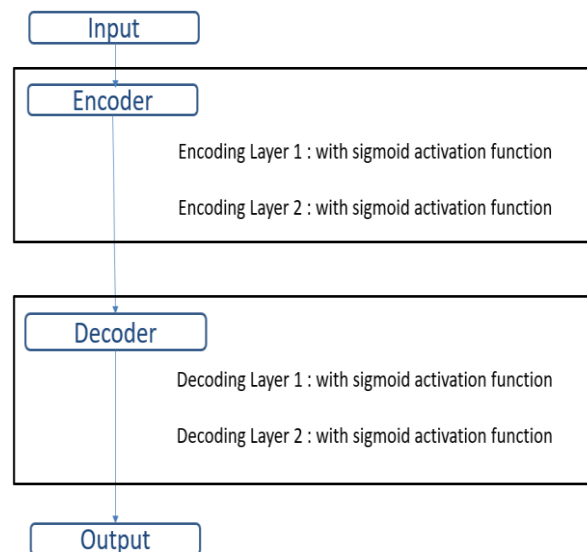 Input
Encoder
Encoding Layer 1 : with sigmoid activation function
Encoding Layer 2 : with sigmoid activation function
Decoder
Decoding Layer 1 : with sigmoid activation function
Decoding Layer 2 : with sigmoid activation function
Output